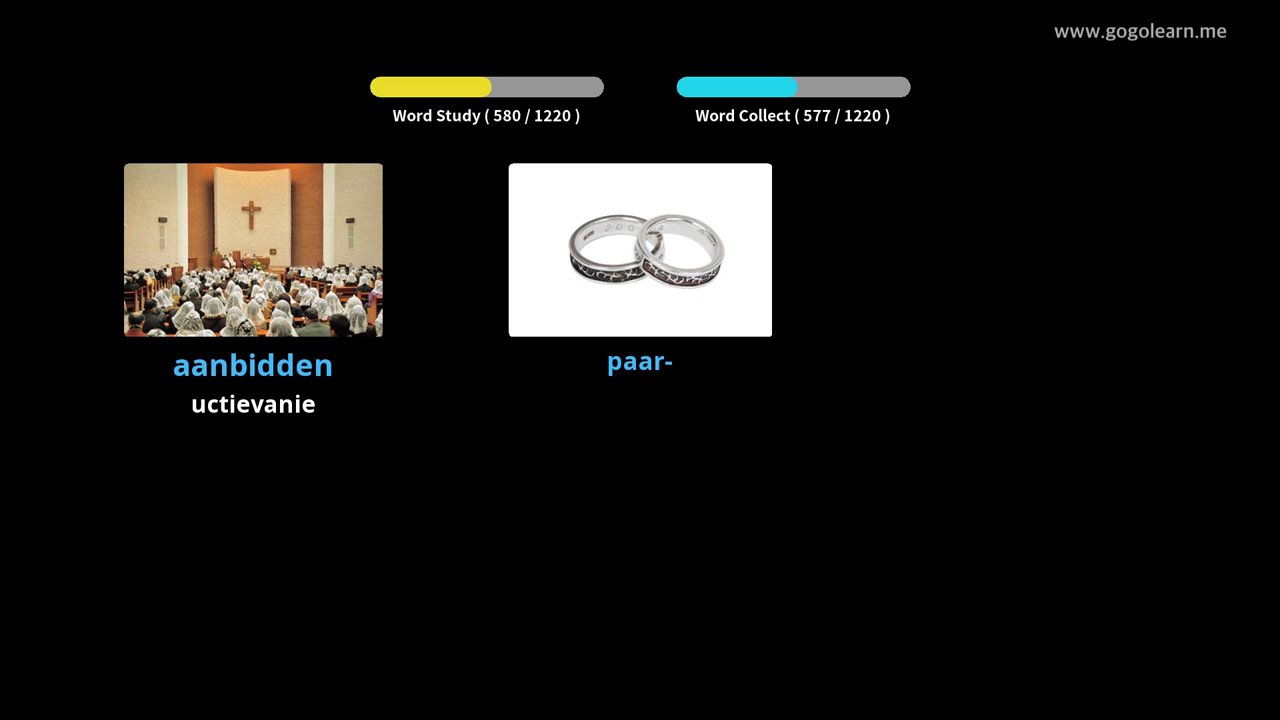 www.gogolearn.me
Word Study ( 580 / 1220 )
Word Collect ( 577 / 1220 )
aanbidden
uctievanie
paar-